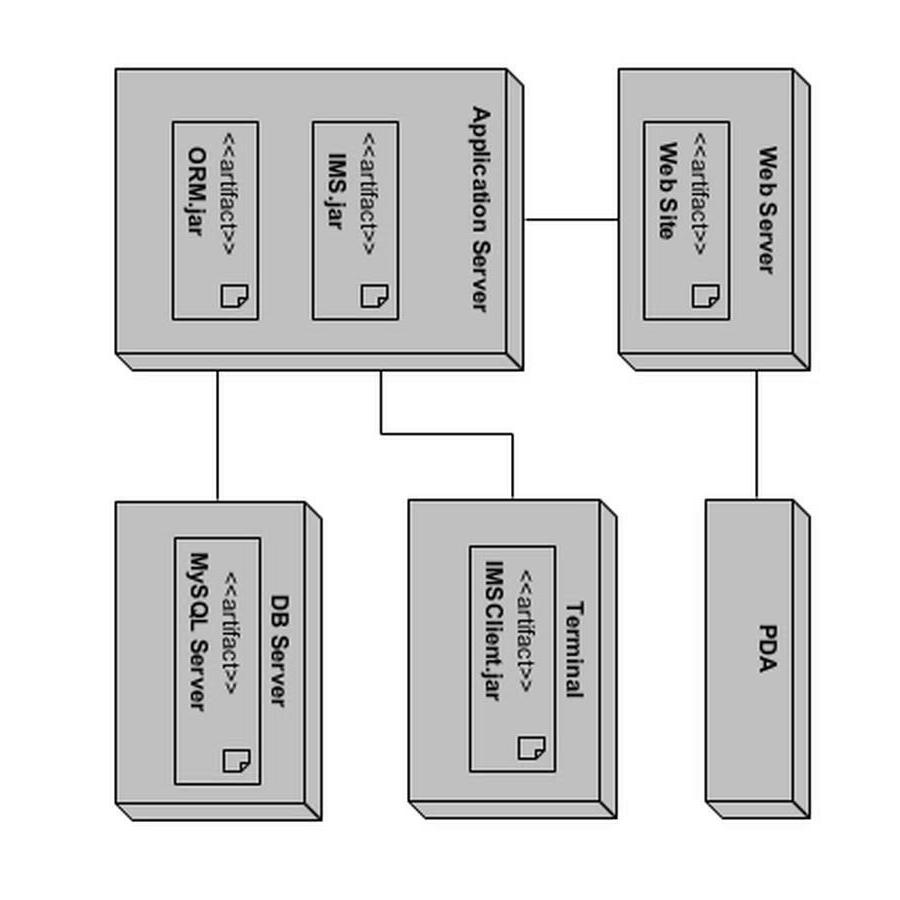 Web Server
<<artifact>>
Web Site
PDA
Application Server
<<artifact>>
IMS.jar
<<artifact>>
ORM.jar
Terminal
<<artifact>>
IMSClient.jar
DB Server
<<artifact>>
MySQL Server